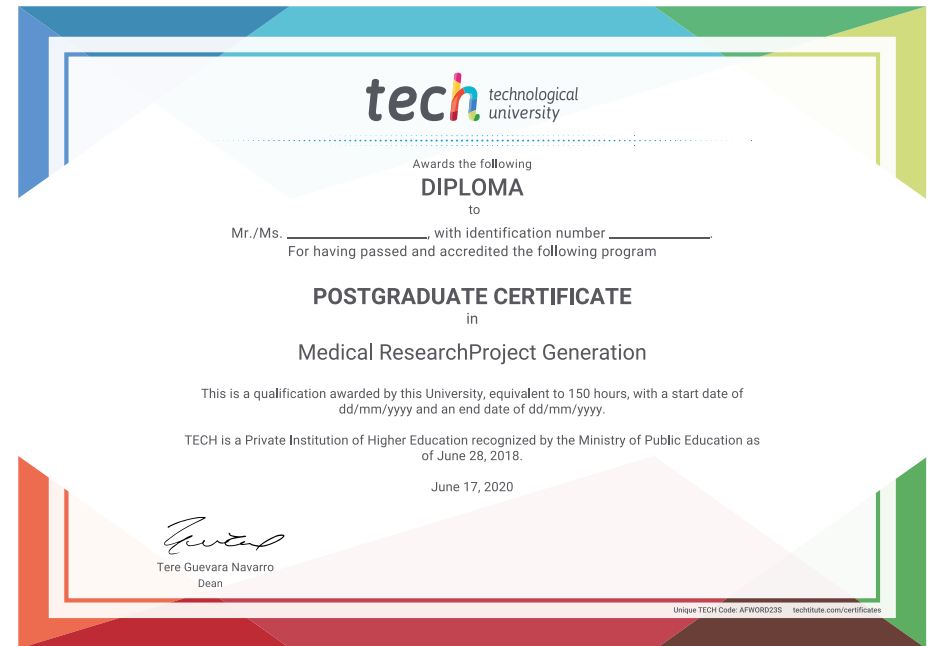 tech technological
university
Awards the following
DIPLOMA
to
Mr./Ms. ____________________, with identification number ______________.
For having passed and accredited the following program
POSTGRADUATE CERTIFICATE
in
Medical ResearchProject Generation
This is a qualification awarded by this University, equivalent to 150 hours, with a start date of
dd/mm/yyyy and an end date of dd/mm/yyyy.
TECH is a Private Institution of Higher Education recognized by the Ministry of Public Education as
of June 28, 2018.
June 17, 2020
Tere Guevara Navarro
Dean
Unique TECH Code: AFWORD23S techtitute.com/certificates